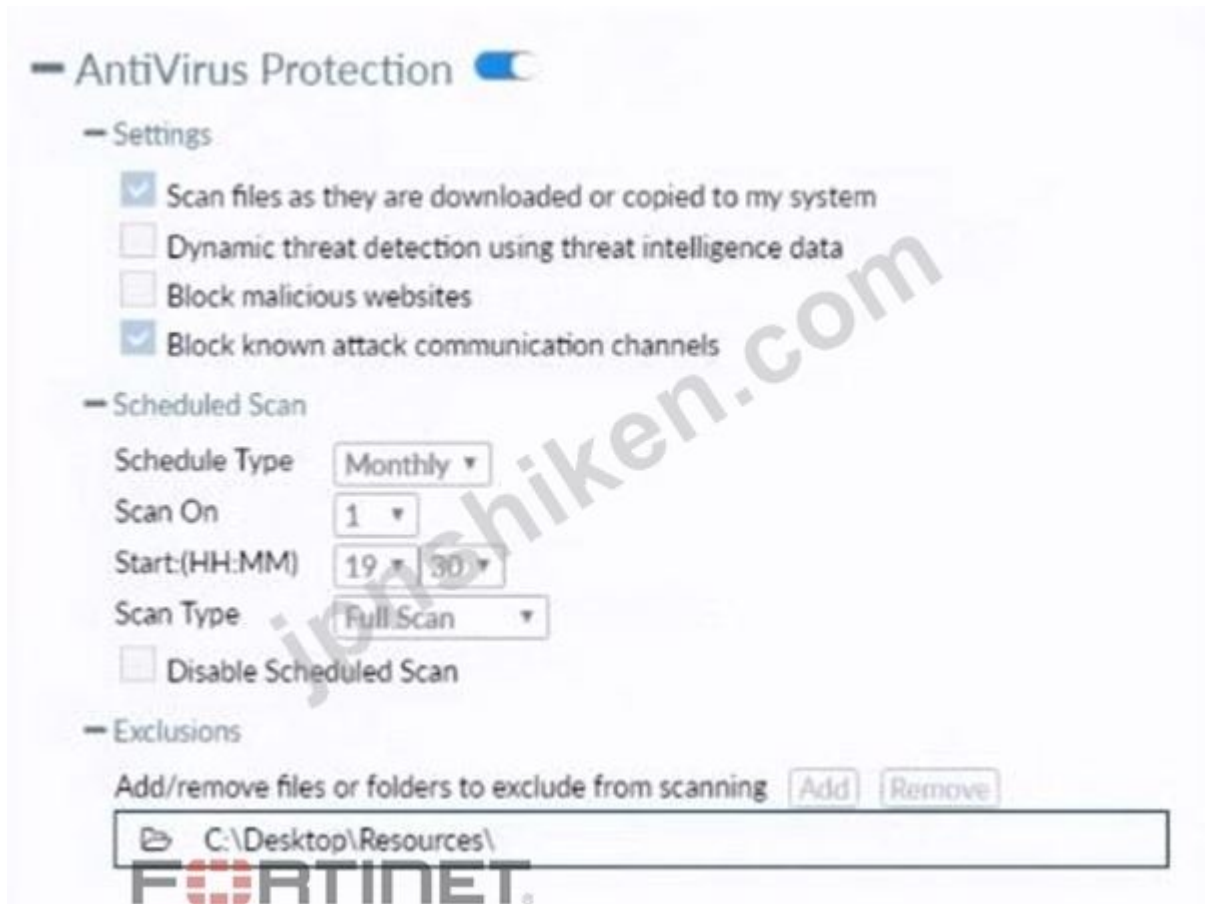 AntiVirus Protection
Settings
Scan files as they are downloaded or copied to my system
Dynamic threat detection using threat intelligence data
Block malicious websites
Block known attack communication channels
Scheduled Scan
Schedule Type Monthly
Scan On 1
Start:(HH:MM) 19 30
Scan Type Full Scan
Disable Scheduled Scan
Exclusions
Add/remove files or folders to exclude from scanning Add Remove
C:\Desktop\Resources\
FORTINET
jpnshiken.com